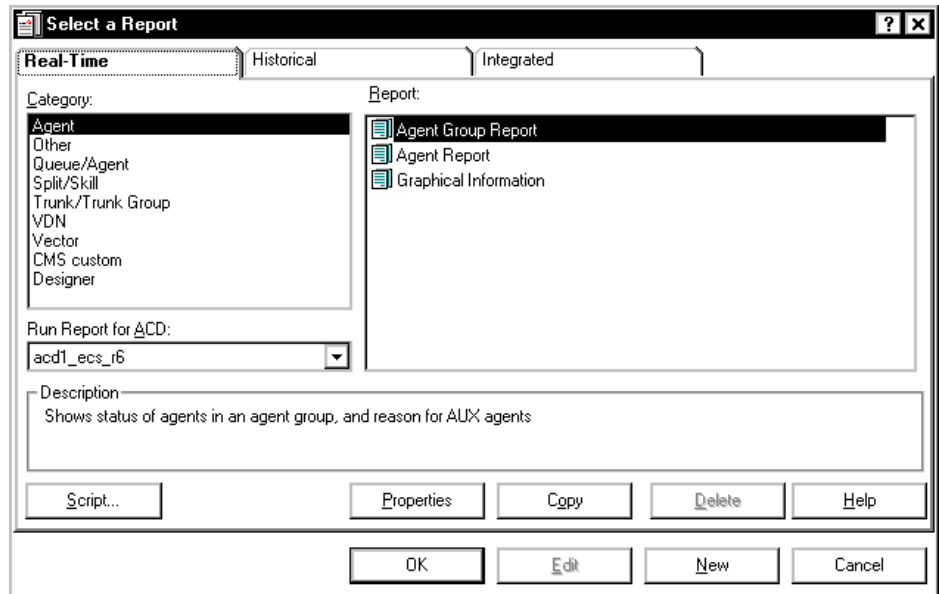 Select a Report
Real-Time
Historical
Integrated
Category:
Agent
Other
Queue/Agent
Split/Skill
Trunk/Trunk Group
VDN
Vector
CMS custom
Designer
Report:
Agent Group Report
Agent Report
Graphical Information
Run Report for ACD:
acd1_ecs_r6
Description
Shows status of agents in an agent group, and reason for AUX agents
Script...
Properties
Copy
Delete
Help
OK
Edit
New
Cancel